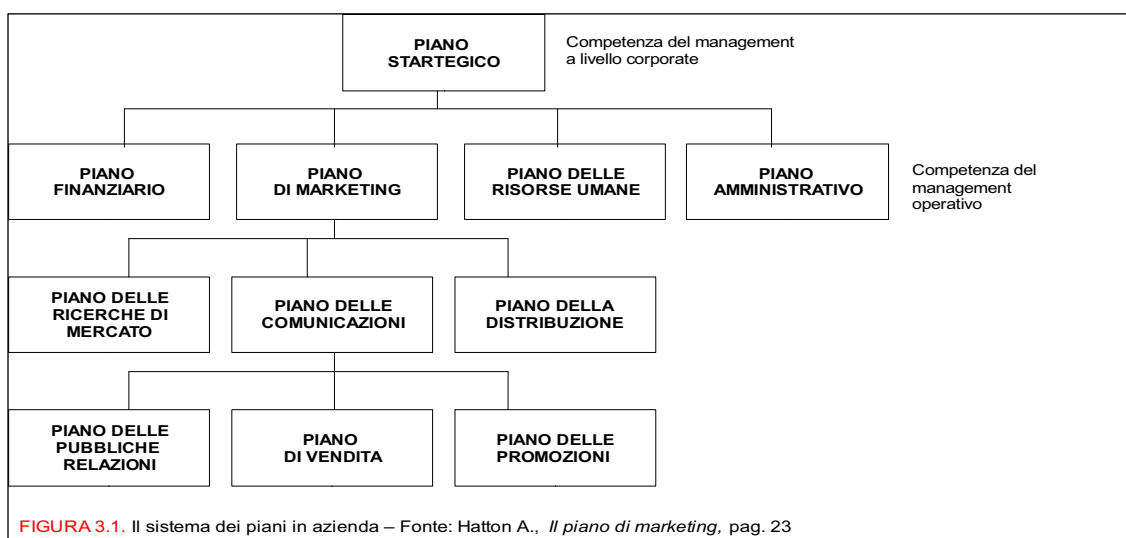 PIANO
STARTEGICO
Competenza del management
a livello corporate
PIANO
FINANZIARIO
PIANO
DI MARKETING
PIANO DELLE
RISORSE UMANE
PIANO
AMMINISTRATIVO
Competenza del
management
operativo
PIANO DELLE
RICERCHE DI
MERCATO
PIANO DELLE
COMUNICAZIONI
PIANO DELLA
DISTRIBUZIONE
PIANO DELLE
PUBBLICHE
RELAZIONI
PIANO
DI VENDITA
PIANO DELLE
PROMOZIONI
FIGURA 3.1. Il sistema dei piani in azienda – Fonte: Hatton A., Il piano di marketing, pag. 23